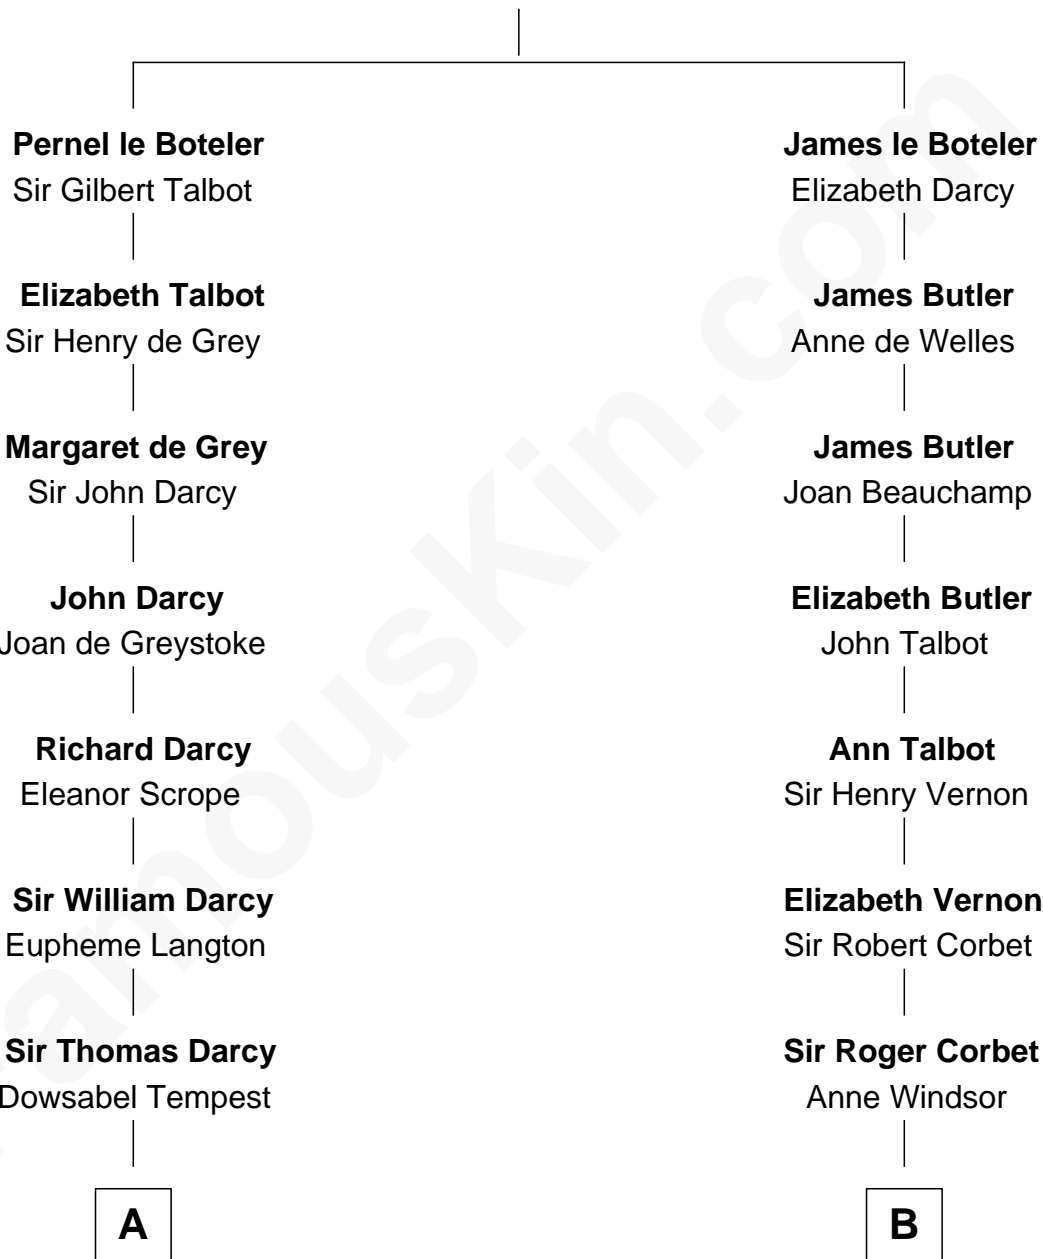 Pernel le Boteler
Sir Gilbert Talbot
Elizabeth Talbot
Sir Henry de Grey
Margaret de Grey
Sir John Darcy
John Darcy
Joan de Greystoke
Richard Darcy
Eleanor Scrope
Sir William Darcy
Eupheme Langton
Sir Thomas Darcy
Dowsabel Tempest
A
James le Boteler
Elizabeth Darcy
James Butler
Anne de Welles
James Butler
Joan Beauchamp
Elizabeth Butler
John Talbot
Ann Talbot
Sir Henry Vernon
Elizabeth Vernon
Sir Robert Corbet
Sir Roger Corbet
Anne Windsor
B
FamousKin.com